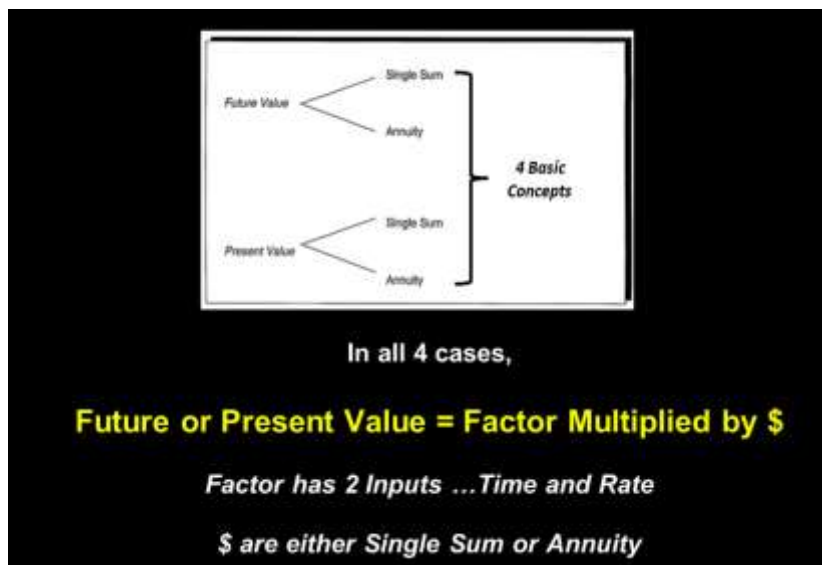 Single Sum
Future Value
Annuity
4 Basic
Concepts
Single Sum
Present Value
Annuity
In all 4 cases,
Future or Present Value = Factor Multiplied by $
Factor has 2 Inputs ...Time and Rate
$ are either Single Sum or Annuity